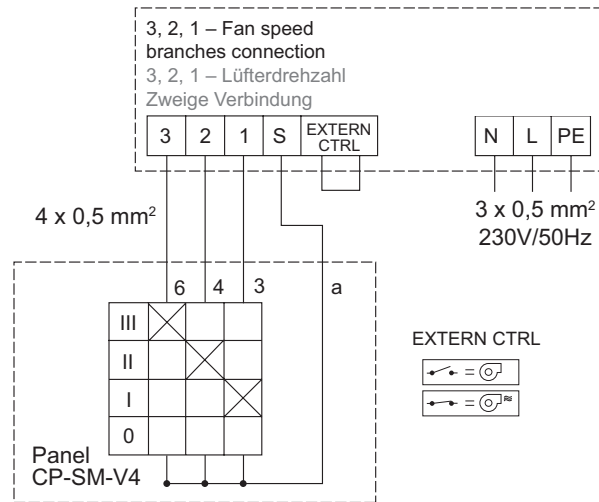 3, 2, 1 – Fan speed
branches connection
3, 2, 1 – Lüfterdrehzahl
Zweige Verbindung
3 2 1 S EXTERN CTRL
N L PE
4 x 0,5 mm²
3 x 0,5 mm²
230V/50Hz
6 4 3 a
III
II
I
0
Panel
CP-SM-V4
EXTERN CTRL
=
= ≈